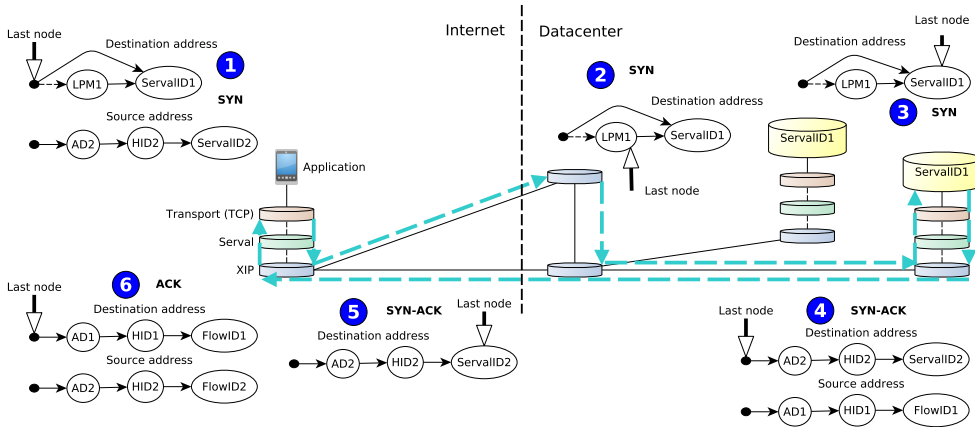 Internet
Datacenter
Last node
Destination address
1
LPM1
ServalID1
SYN
Source address
AD2
HID2
ServalID2
2
SYN
Destination address
LPM1
ServalID1
Last node
Last node
Destination address
LPM1
ServalID1
3
SYN
ServalID1
ServalID1
Application
Transport (TCP)
Serval
XIP
6
ACK
Last node
Destination address
AD1
HID1
FlowID1
Source address
AD2
HID2
FlowID2
5
SYN-ACK
Last node
Destination address
AD2
HID2
ServalID2
4
SYN-ACK
Last node
Destination address
AD2
HID2
ServalID2
Source address
AD1
HID1
FlowID1